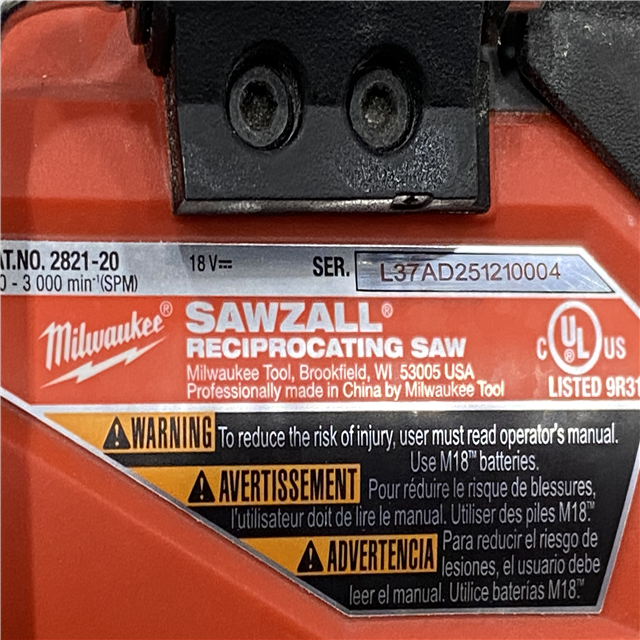 AT.NO. 2821-20 18 V⎓ SER. L37AD251210004
0 - 3 000 min⁻¹(SPM)
Milwaukee® SAWZALL®
RECIPROCATING SAW
Milwaukee Tool, Brookfield, WI 53005 USA
Professionally made in China by Milwaukee Tool
C UL® US
LISTED 9R31
WARNING To reduce the risk of injury, user must read operator's manual.
Use M18™ batteries.
AVERTISSEMENT Pour réduire le risque de blessures,
l'utilisateur doit de lire le manual. Utiliser des piles M18™.
ADVERTENCIA Para reducir el riesgo de
lesiones, el usuario debe
leer el manual. Utilice baterías M18™.